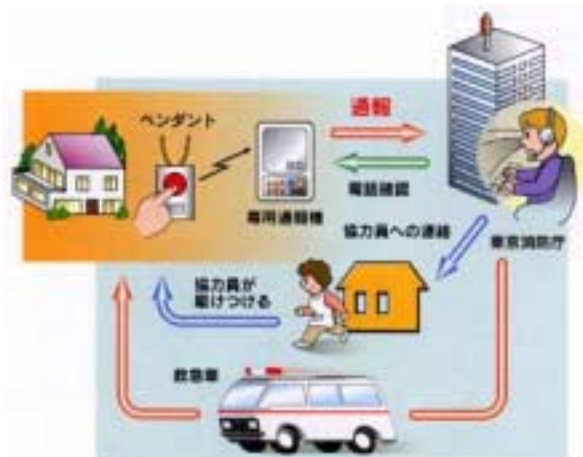 通報
ペンダント
電話確認
専用通報機
協力員への連絡
東京消防庁
協力員が
駆けつける
救急車